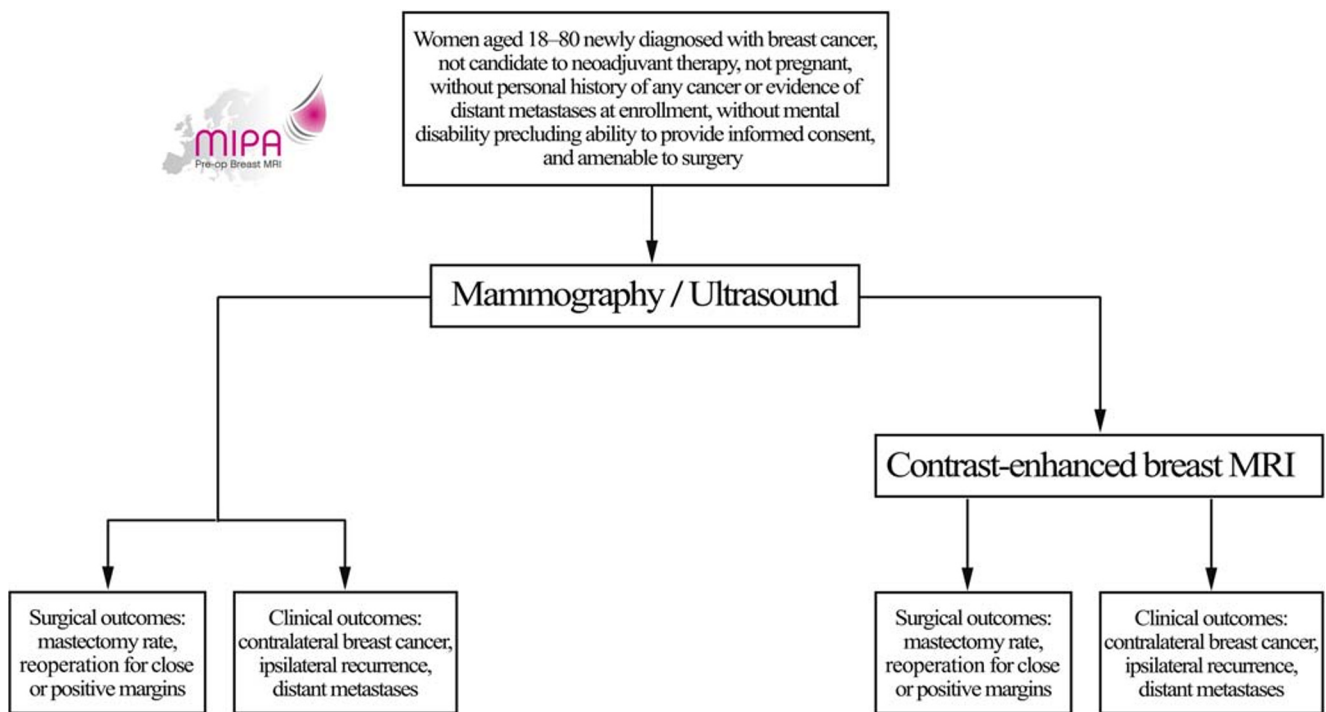 MIPA
Pre-op Breast MRI
Women aged 18–80 newly diagnosed with breast cancer,
not candidate to neoadjuvant therapy, not pregnant,
without personal history of any cancer or evidence of
distant metastases at enrollment, without mental
disability precluding ability to provide informed consent,
and amenable to surgery
Mammography / Ultrasound
Contrast-enhanced breast MRI
Surgical outcomes:
mastectomy rate,
reoperation for close
or positive margins
Clinical outcomes:
contralateral breast cancer,
ipsilateral recurrence,
distant metastases
Surgical outcomes:
mastectomy rate,
reoperation for close
or positive margins
Clinical outcomes:
contralateral breast cancer,
ipsilateral recurrence,
distant metastases